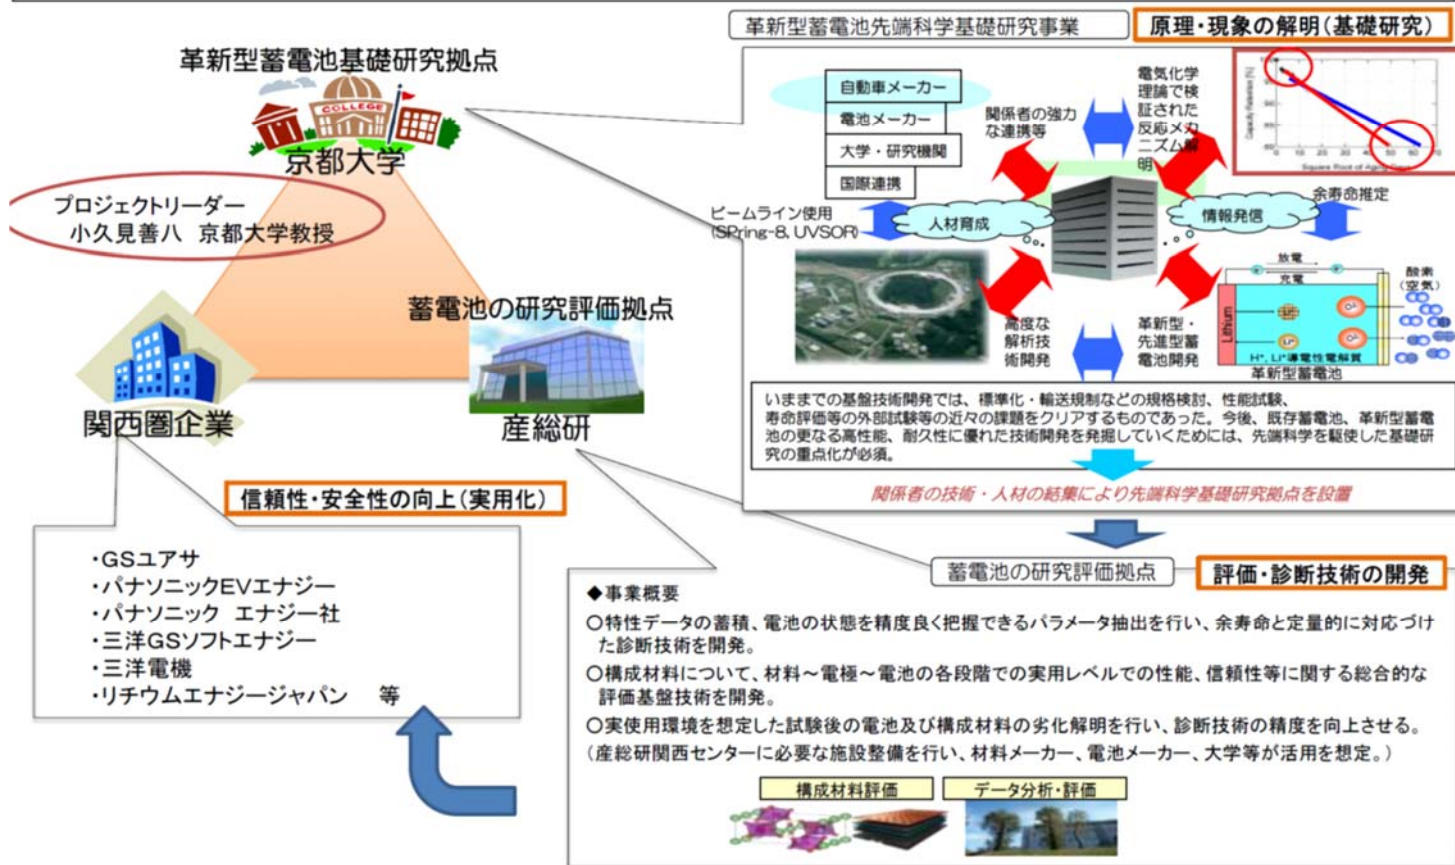 革新型蓄電池先端科学基礎研究事業
原理・現象の解明(基礎研究)
革新型蓄電池基礎研究拠点
COLLEGE
京都大学
プロジェクトリーダー
小久見善八 京都大学教授
蓄電池の研究評価拠点
関西圏企業
産総研
自動車メーカー
電池メーカー
大学・研究機関
国際連携
関係者の強力
な連携等
電気化学
理論で検
証された
反応メカ
ニズム解
明
Capacity Retention [%]
0 10 20 30 40 50 60 70
ビームライン使用
(SPring-8, UVSOR)
人材育成
情報発信
余寿命推定
高度な
解析技
術開発
革新型・
先進型蓄
電池開発
放電
充電
酸素
(空気)
Lithium
H⁺, Li⁺導電性電解質
革新型蓄電池
いままでの基盤技術開発では、標準化・輸送規制などの規格検討、性能試験、
寿命評価等の外部試験等の近々の課題をクリアするものであった。今後、既存蓄電池、革新型蓄電
池の更なる高性能、耐久性に優れた技術開発を発掘していくためには、先端科学を駆使した基礎研
究の重点化が必須。
関係者の技術・人材の結集により先端科学基礎研究拠点を設置
信頼性・安全性の向上(実用化)
・GSユアサ
・パナソニックEVエナジー
・パナソニック エナジー社
・三洋GSソフトエナジー
・三洋電機
・リチウムエナジージャパン 等
蓄電池の研究評価拠点
評価・診断技術の開発
◆事業概要
○特性データの蓄積、電池の状態を精度良く把握できるパラメータ抽出を行い、余寿命と定量的に対応づけ
た診断技術を開発。
○構成材料について、材料～電極～電池の各段階での実用レベルでの性能、信頼性等に関する総合的な
評価基盤技術を開発。
○実使用環境を想定した試験後の電池及び構成材料の劣化解明を行い、診断技術の精度を向上させる。
(産総研関西センターに必要な施設整備を行い、材料メーカー、電池メーカー、大学等が活用を想定。)
構成材料評価
データ分析・評価